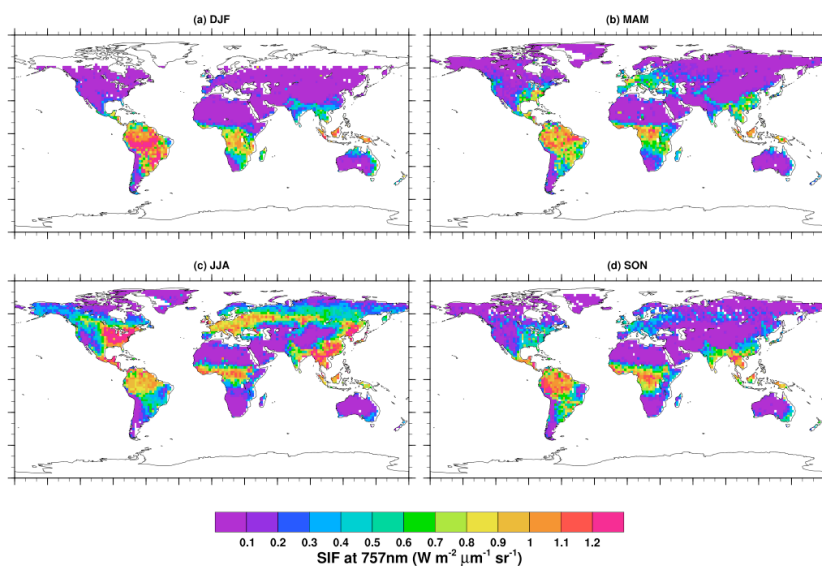 (a) DJF
(b) MAM
(c) JJA
(d) SON
0.1 0.2 0.3 0.4 0.5 0.6 0.7 0.8 0.9 1 1.1 1.2
SIF at 757nm (W m⁻² μm⁻¹ sr⁻¹)